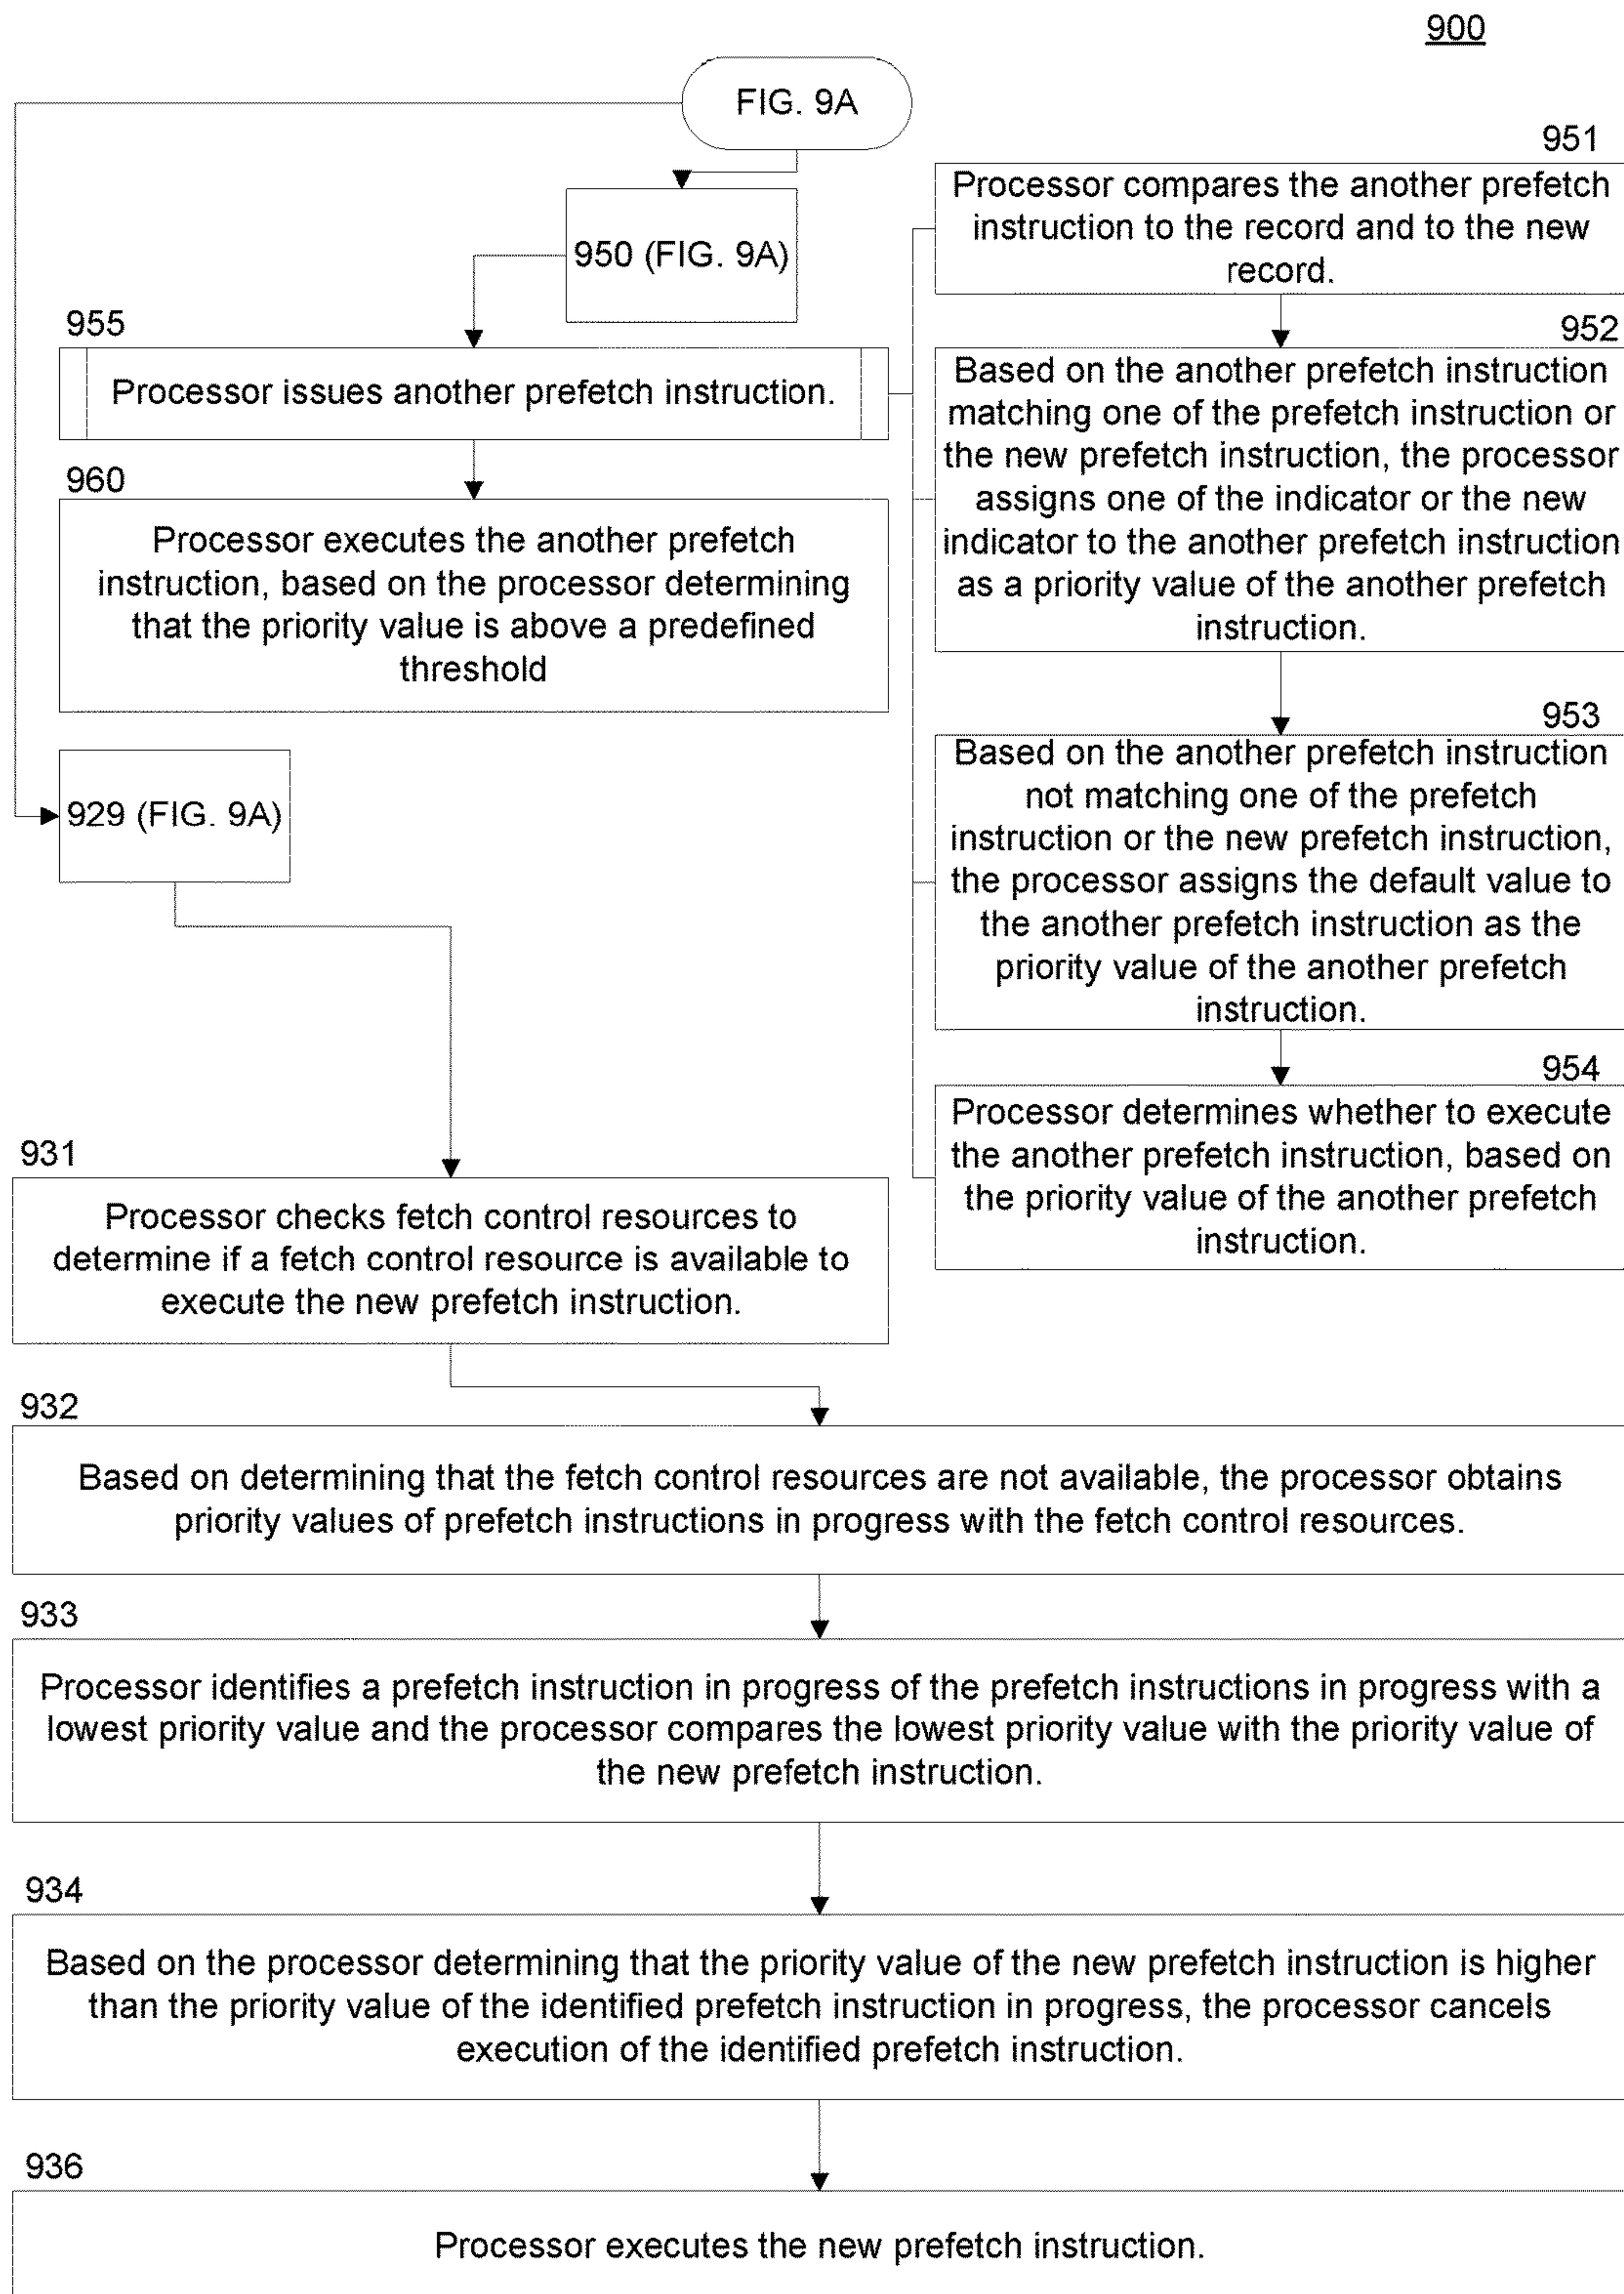 900
FIG. 9A
950 (FIG. 9A)
955
Processor issues another prefetch instruction.
960
Processor executes the another prefetch
instruction, based on the processor determining
that the priority value is above a predefined
threshold
951
Processor compares the another prefetch
instruction to the record and to the new
record.
952
Based on the another prefetch instruction
matching one of the prefetch instruction or
the new prefetch instruction, the processor
assigns one of the indicator or the new
indicator to the another prefetch instruction
as a priority value of the another prefetch
instruction.
953
Based on the another prefetch instruction
not matching one of the prefetch
instruction or the new prefetch instruction,
the processor assigns the default value to
the another prefetch instruction as the
priority value of the another prefetch
instruction.
954
Processor determines whether to execute
the another prefetch instruction, based on
the priority value of the another prefetch
instruction.
929 (FIG. 9A)
931
Processor checks fetch control resources to
determine if a fetch control resource is available to
execute the new prefetch instruction.
932
Based on determining that the fetch control resources are not available, the processor obtains
priority values of prefetch instructions in progress with the fetch control resources.
933
Processor identifies a prefetch instruction in progress of the prefetch instructions in progress with a
lowest priority value and the processor compares the lowest priority value with the priority value of
the new prefetch instruction.
934
Based on the processor determining that the priority value of the new prefetch instruction is higher
than the priority value of the identified prefetch instruction in progress, the processor cancels
execution of the identified prefetch instruction.
936
Processor executes the new prefetch instruction.